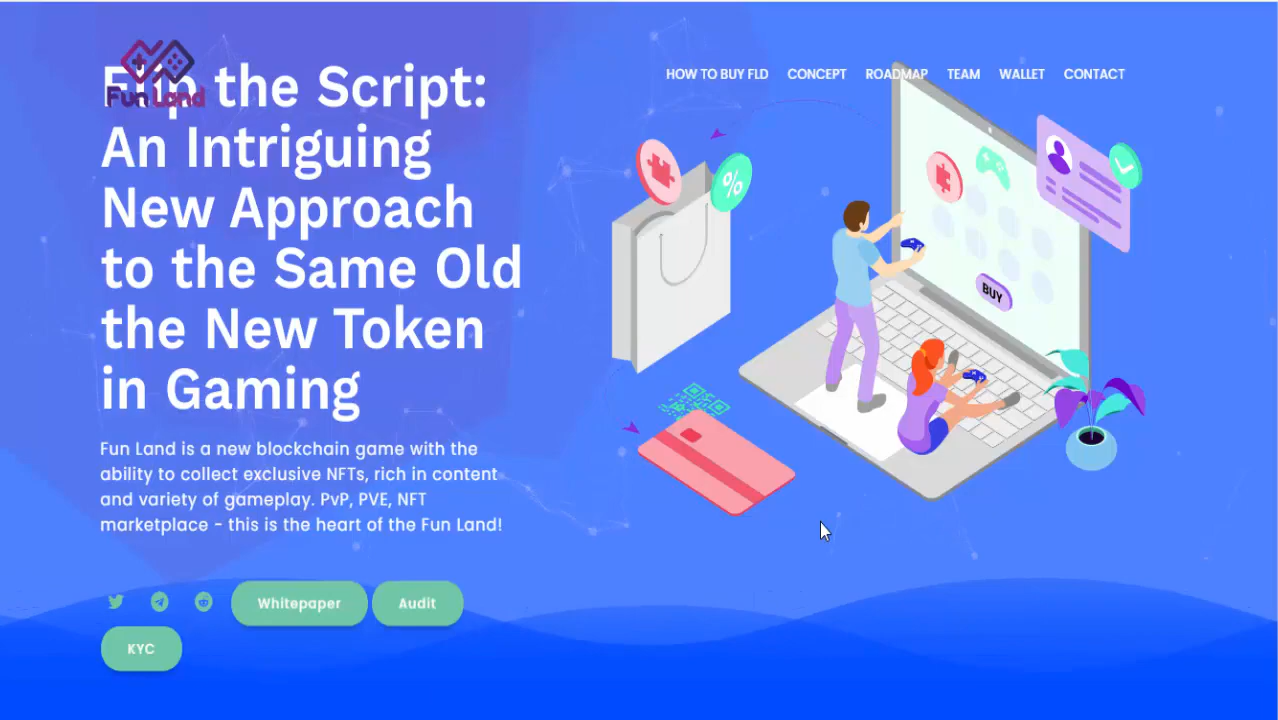 Fun Land
HOW TO BUY FLD CONCEPT ROADMAP TEAM WALLET CONTACT
Flip the Script:
An Intriguing
New Approach
to the Same Old
the New Token
in Gaming
Fun Land is a new blockchain game with the
ability to collect exclusive NFTs, rich in content
and variety of gameplay. PvP, PVE, NFT
marketplace - this is the heart of the Fun Land!
%
BUY
Whitepaper Audit
KYC